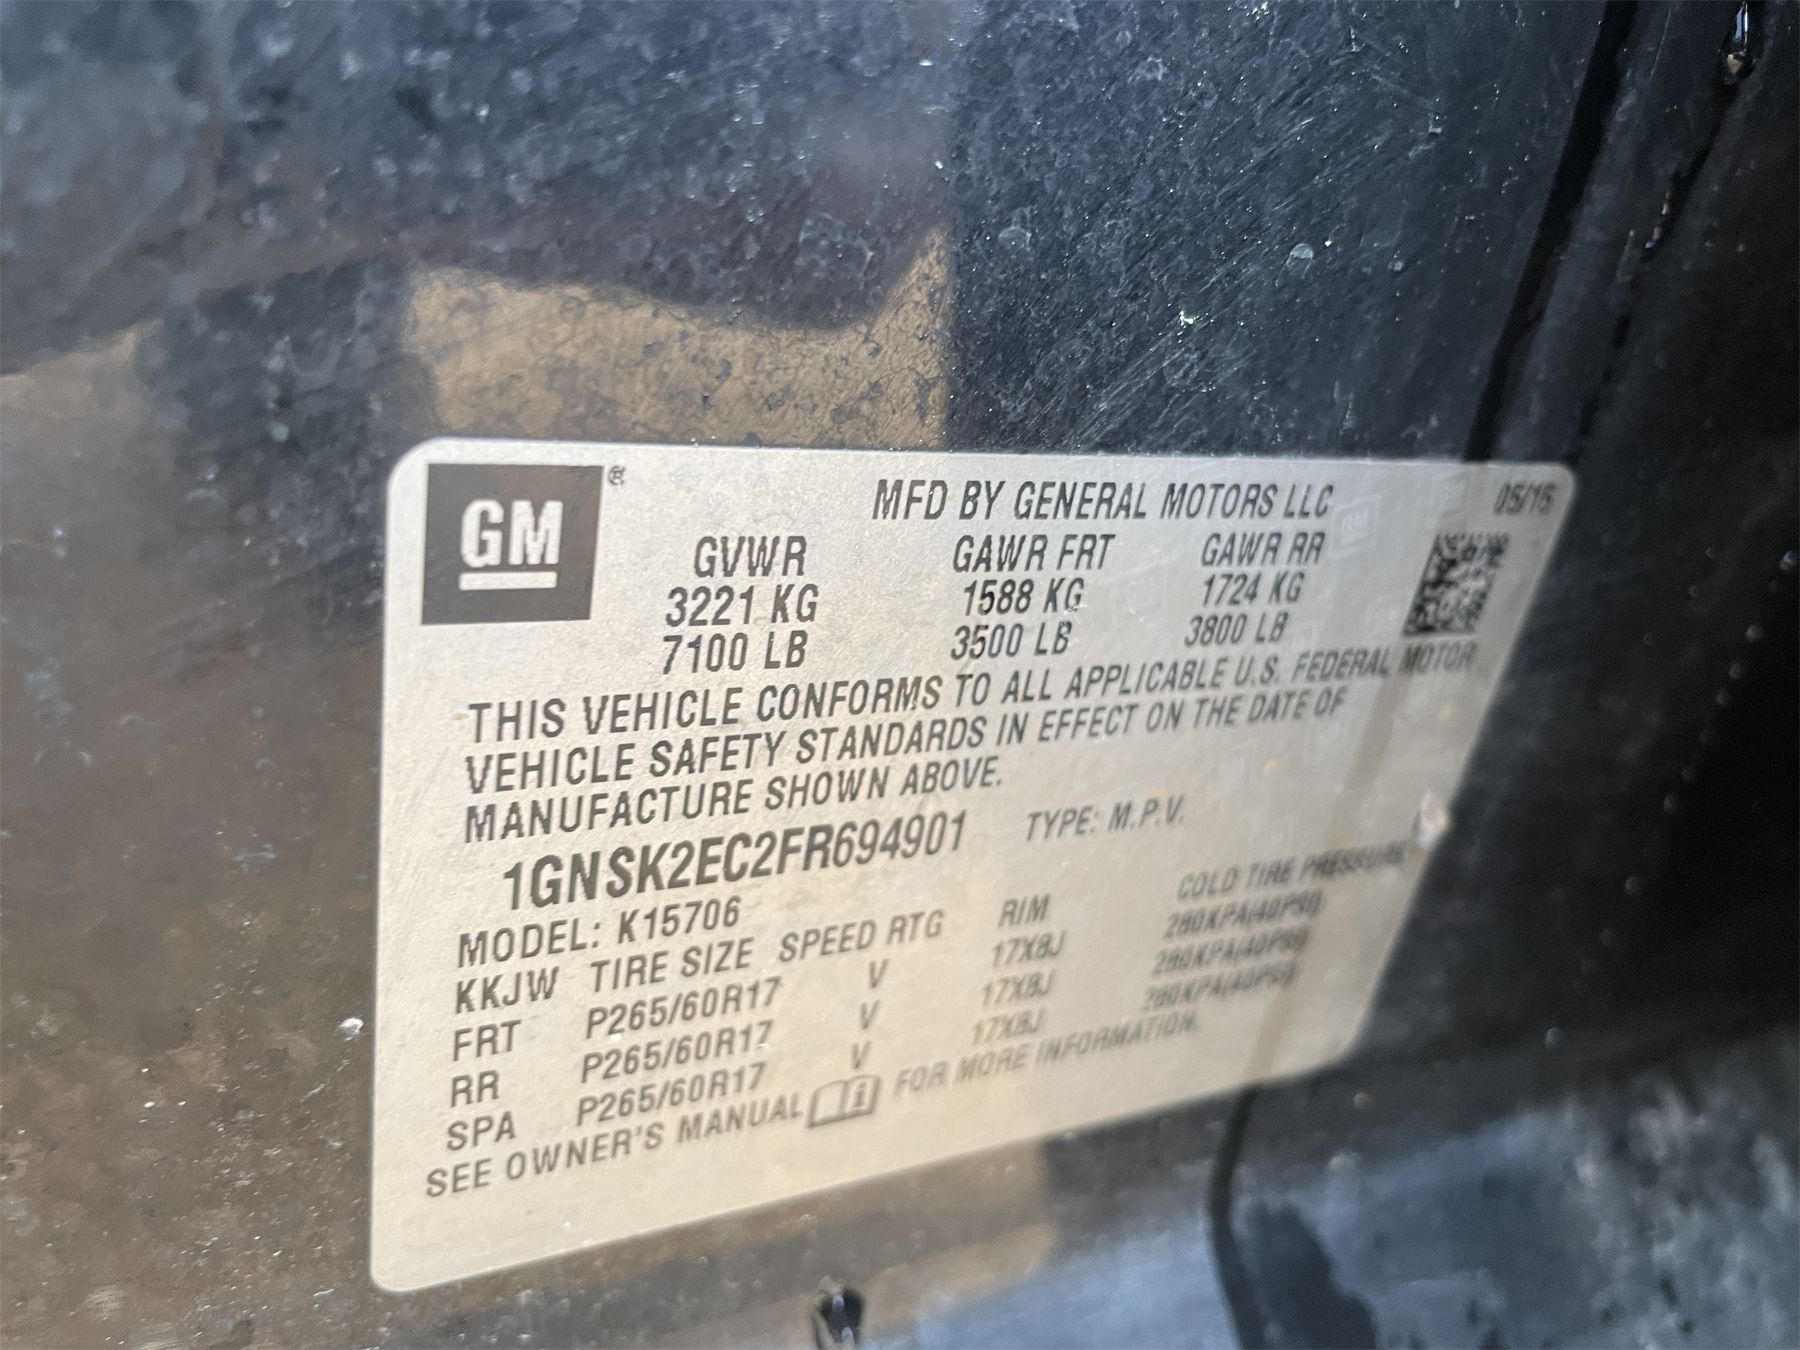 GM ®
MFD BY GENERAL MOTORS LLC 05/15
GVWR GAWR FRT GAWR RR
3221 KG 1588 KG 1724 KG
7100 LB 3500 LB 3800 LB
THIS VEHICLE CONFORMS TO ALL APPLICABLE U.S. FEDERAL MOTOR
VEHICLE SAFETY STANDARDS IN EFFECT ON THE DATE OF
MANUFACTURE SHOWN ABOVE.
1GNSK2EC2FR694901 TYPE: M.P.V.
MODEL: K15706
KKJW TIRE SIZE SPEED RTG RIM COLD TIRE PRESSURE
FRT P265/60R17 V 17X8J 280KPA(40PSI)
RR P265/60R17 V 17X8J 280KPA(40PSI)
SPA P265/60R17 V 17X8J 280KPA(40PSI)
SEE OWNER'S MANUAL FOR MORE INFORMATION.